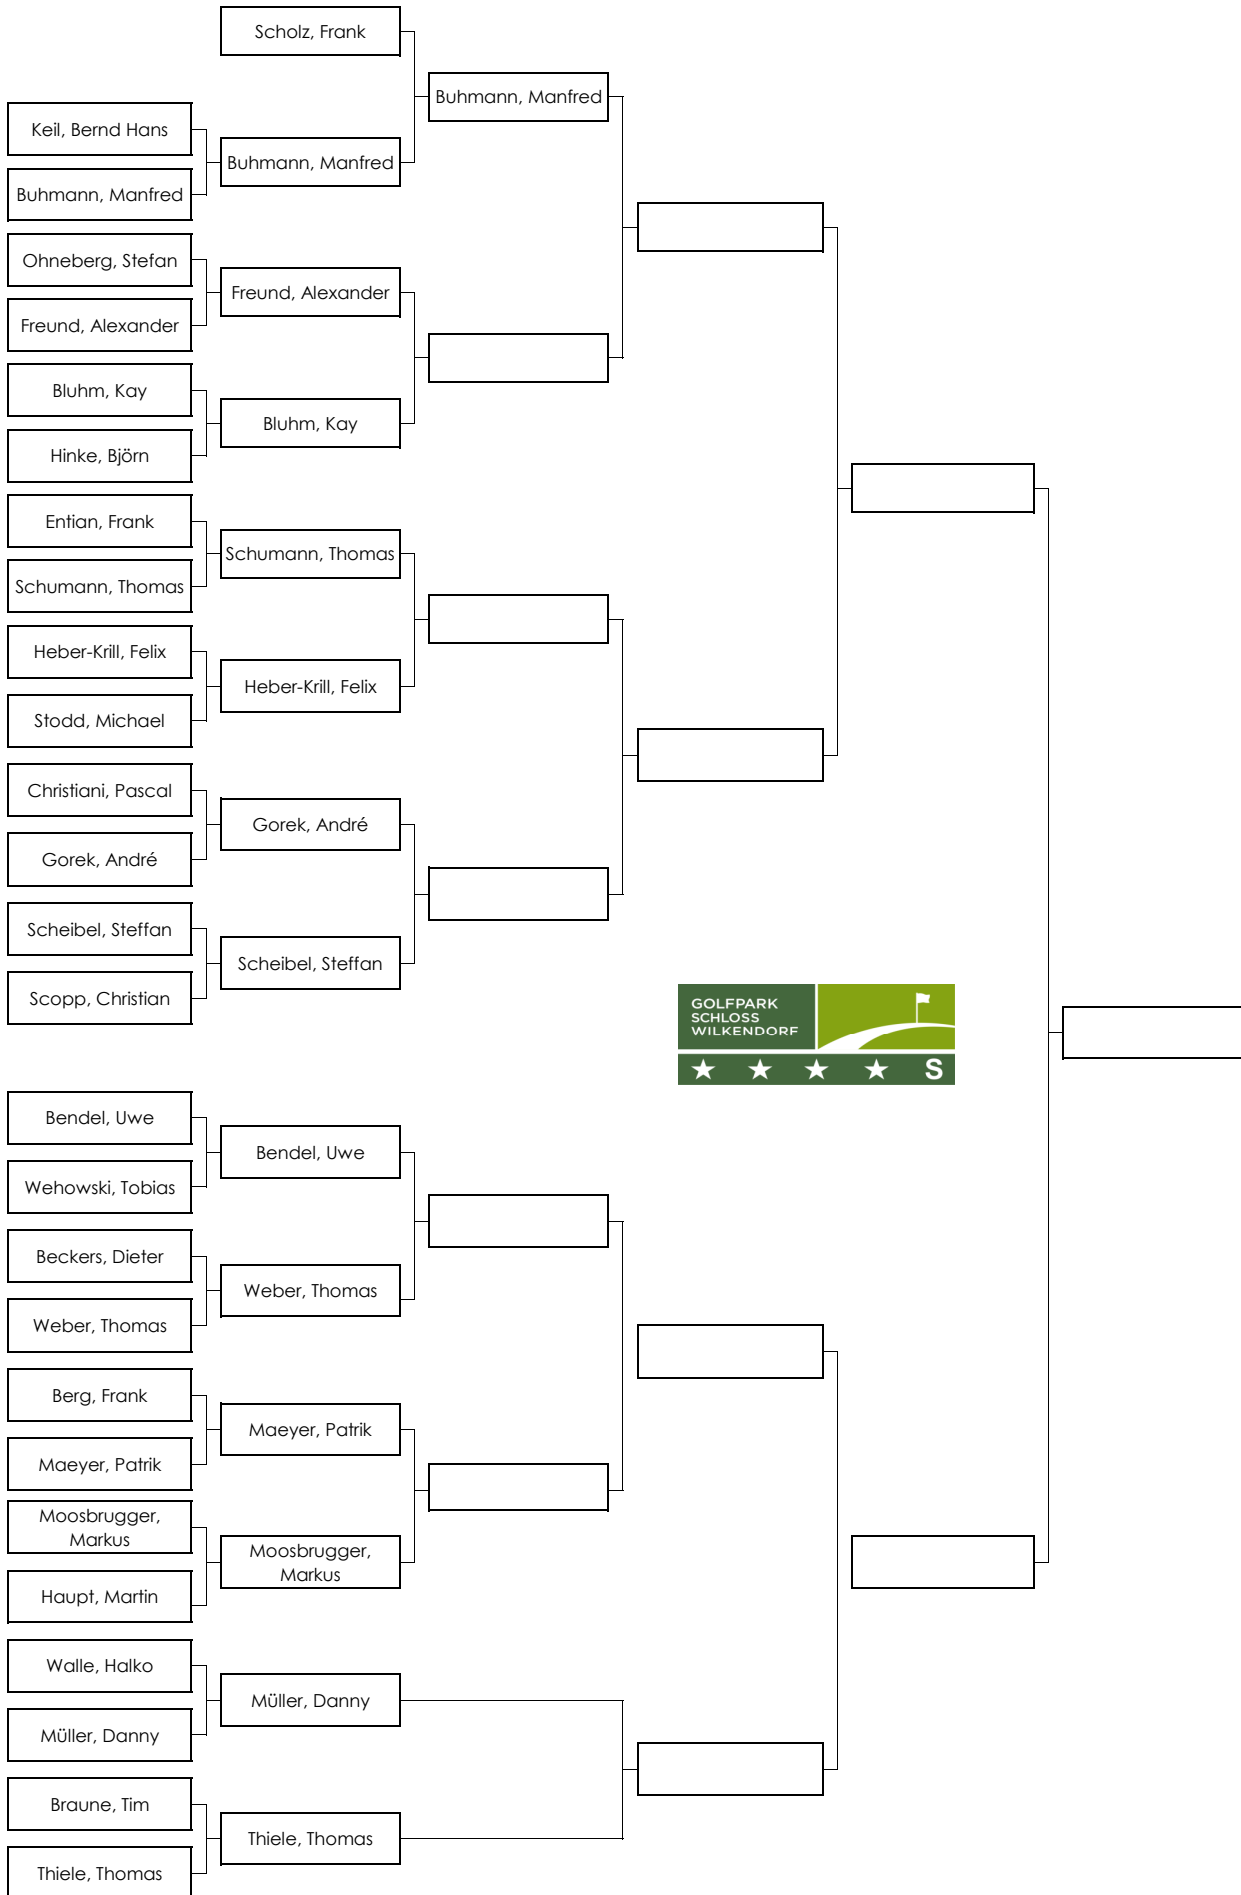 Scholz, Frank
Buhmann, Manfred
Keil, Bernd Hans
Buhmann, Manfred
Buhmann, Manfred
Ohneberg, Stefan
Freund, Alexander
Freund, Alexander
Bluhm, Kay
Bluhm, Kay
Hinke, Björn
Entian, Frank
Schumann, Thomas
Schumann, Thomas
Heber-Krill, Felix
Heber-Krill, Felix
Stodd, Michael
Christiani, Pascal
Gorek, André
Gorek, André
Scheibel, Steffan
Scheibel, Steffan
Scopp, Christian
GOLFPARK
SCHLOSS
WILKENDORF
S
Bendel, Uwe
Bendel, Uwe
Wehowski, Tobias
Beckers, Dieter
Weber, Thomas
Weber, Thomas
Berg, Frank
Maeyer, Patrik
Maeyer, Patrik
Moosbrugger,
Markus
Moosbrugger,
Markus
Haupt, Martin
Walle, Halko
Müller, Danny
Müller, Danny
Braune, Tim
Thiele, Thomas
Thiele, Thomas